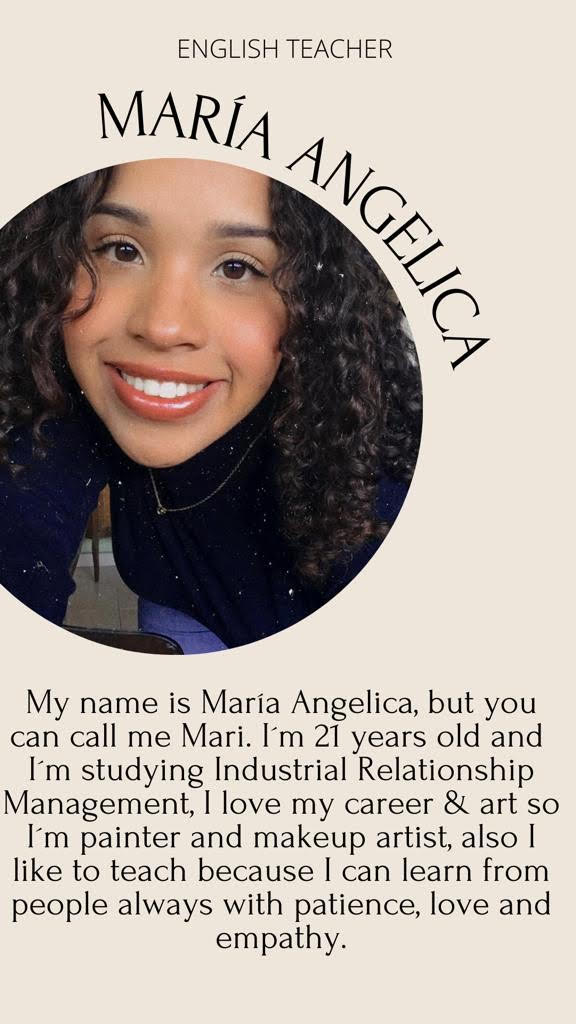 ENGLISH TEACHER
MARÍA ANGELICA
My name is María Angelica, but you
can call me Mari. I´m 21 years old and
I´m studying Industrial Relationship
Management, I love my career & art so
I´m painter and makeup artist, also I
like to teach because I can learn from
people always with patience, love and
empathy.